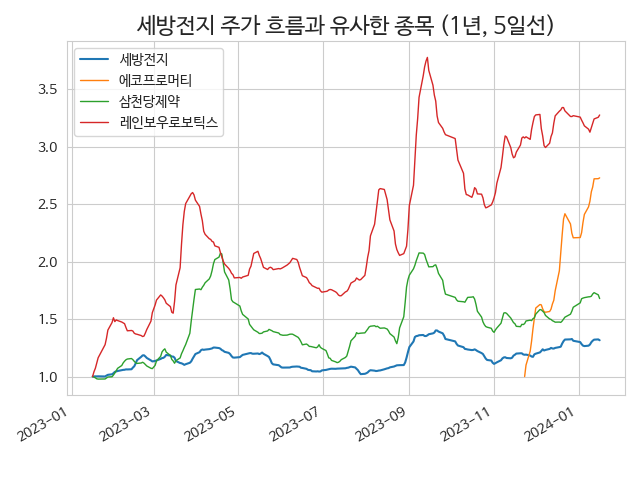 세방전지 주가 흐름과 유사한 종목 (1년, 5일선)
세방전지
에코프로머티
삼천당제약
레인보우로보틱스
3.5
3.0
2.5
2.0
1.5
1.0
2023-01
2023-03
2023-05
2023-07
2023-09
2023-11
2024-01